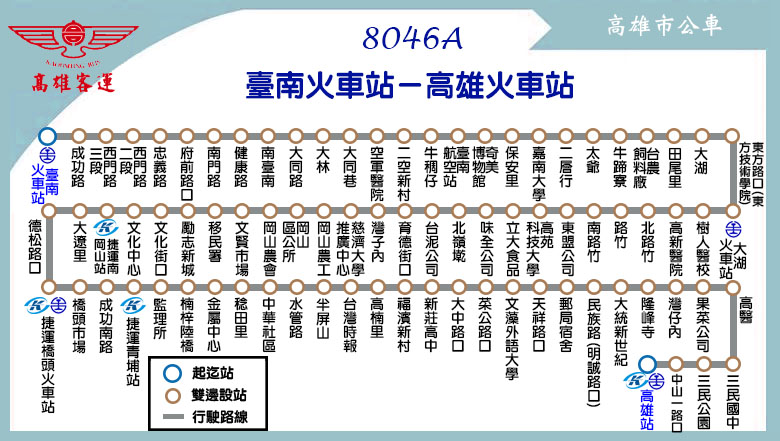 KAOHSIUNG BUS
高雄客運
8046A
高雄市公車
臺南火車站－高雄火車站
臺南火車站
成功路
西門路三段
西門路二段
忠義路
府前路口
南門路
健康路
南臺南
大同路
大林
大同巷
空軍醫院
二空新村
牛稠仔
臺南航空站
奇美博物館
保安里
嘉南大學
二層行
太爺
牛蹄寮
台農飼料廠
田尾里
大湖
東方路口(東方技術學院)
大湖火車站
樹人醫校
高新醫院
北路竹
路竹
南路竹
東盟公司
高苑科技大學
立大食品
味全公司
北嶺墩
台泥公司
育德街口
灣子內
慈濟大學推廣中心
岡山農工
岡山區公所
岡山農會
文賢市場
移民署
勵志新城
文化街口
文化中心
捷運南岡山站
大遼里
德松路口
捷運橋頭火車站
橋頭市場
成功南路
捷運青埔站
監理所
楠梓陸橋
金屬中心
稔田里
中華社區
水管路
半屏山
台灣時報
高楠里
福濱新村
新莊高中
大中路口
菜公路口
文藻外語大學
天祥路口
郵局宿舍
民族路(明誠路口)
大統新世紀
隆峰寺
灣仔內
果菜公司
高醫
三民國中
三民公園
中山一路口
高雄站
起迄站
雙邊設站
行駛路線